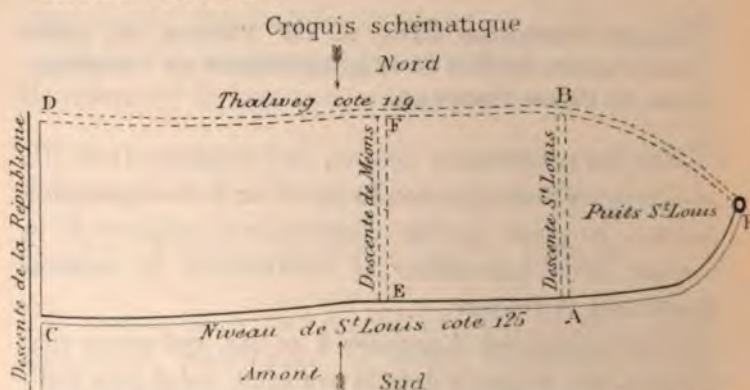 Croquis schématique
Nord
D
Thalweg cote 119
B
F
Descente de la République
Descente de Méons
Descente St Louis
Puits St Louis
P
E
A
C
Niveau de St Louis cote 125
Amont
Sud